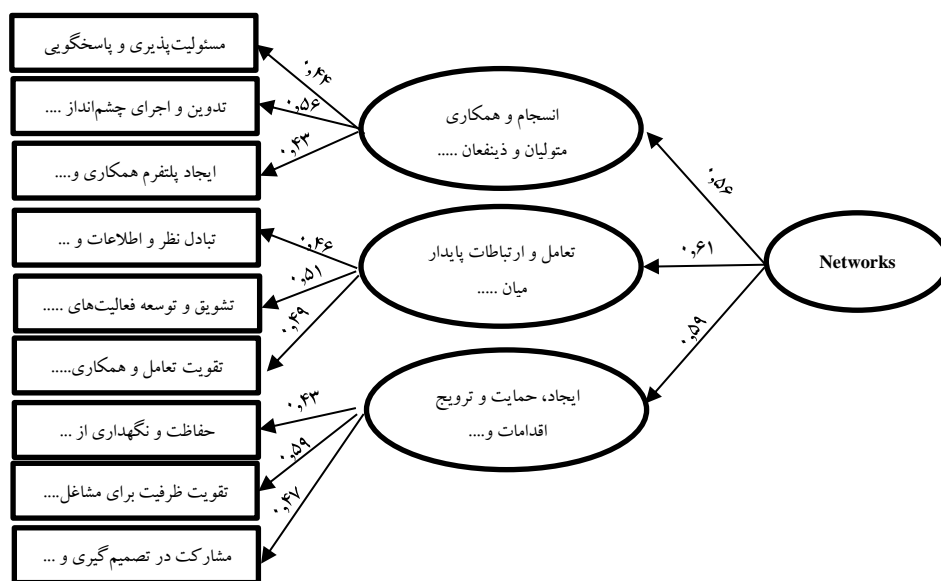 مسئولیت‌پذیری و پاسخگویی
تدوین و اجرای چشم‌انداز ....
ایجاد پلتفرم همکاری و....
تبادل نظر و اطلاعات و ...
تشویق و توسعه فعالیت‌های .....
تقویت تعامل و همکاری.....
حفاظت و نگهداری از ...
تقویت ظرفیت برای مشاغل....
مشارکت در تصمیم‌گیری و ...
۰,۴۴
۰,۵۶
۰,۴۳
۰,۴۶
۰,۵۱
۰,۴۹
۰,۴۳
۰,۵۹
۰,۴۷
انسجام و همکاری
متولیان و ذینفعان .....
تعامل و ارتباطات پایدار
میان .....
ایجاد، حمایت و ترویج
اقدامات و....
۰,۵۶
۰,۶۱
۰,۵۹
Networks